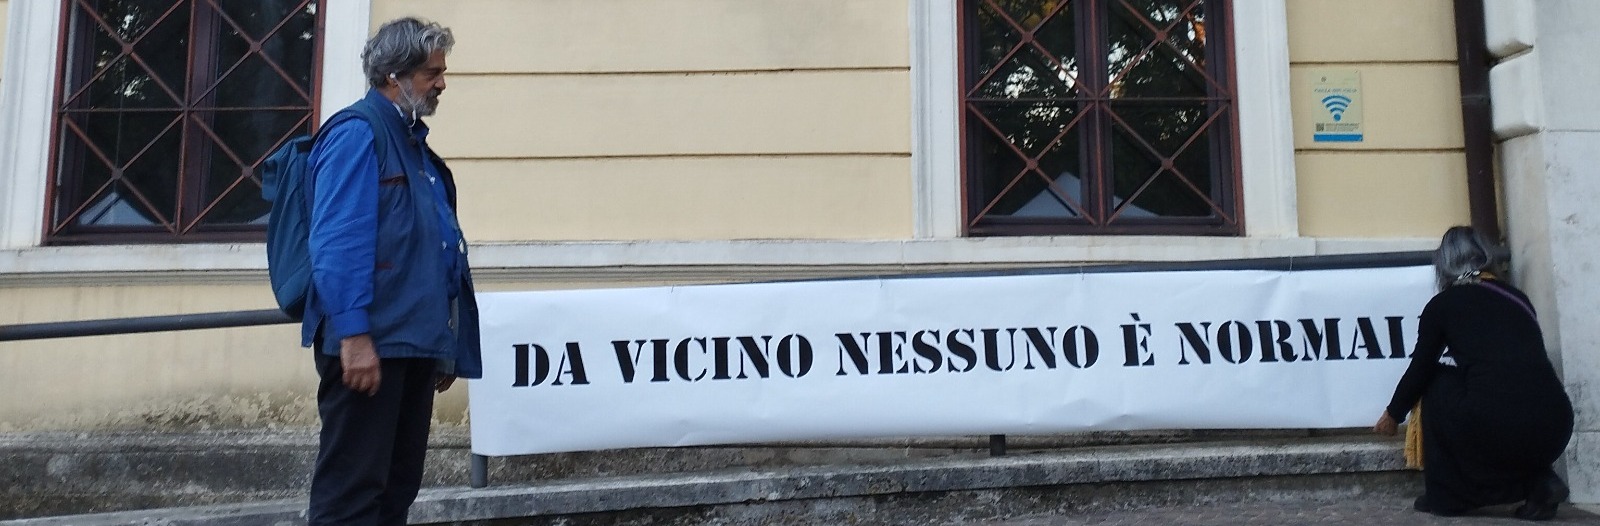 DA VICINO NESSUNO È NORMAL